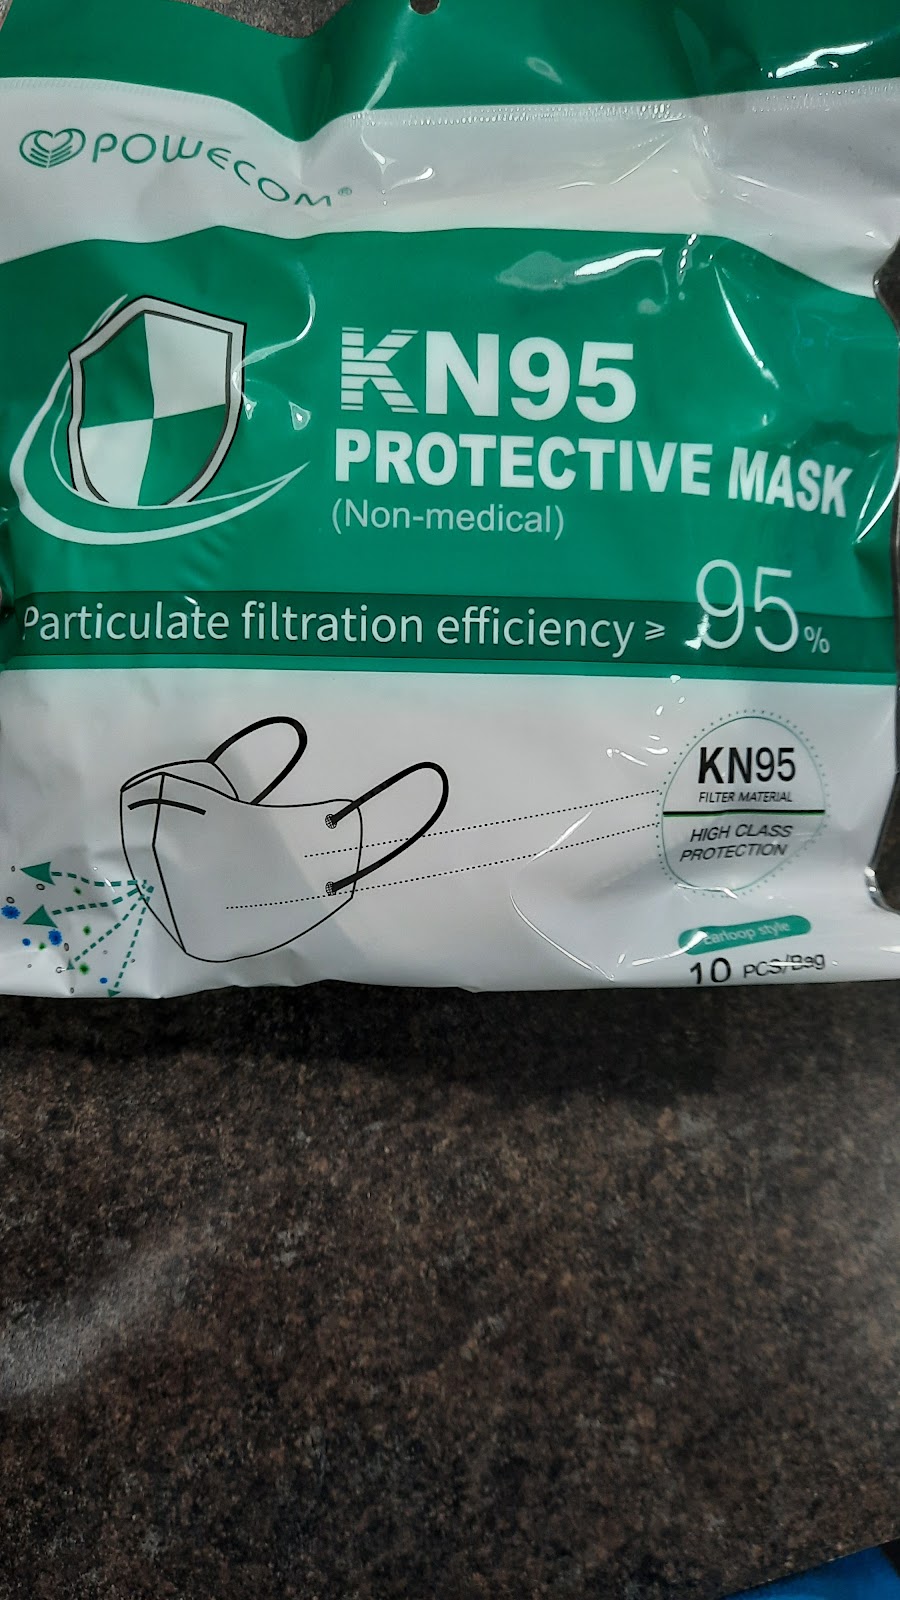 POWECOM®
KN95
PROTECTIVE MASK
(Non-medical)
Particulate filtration efficiency ≥ 95%
KN95
FILTER MATERIAL
HIGH CLASS
PROTECTION
Earloop style
10 PCS/Bag